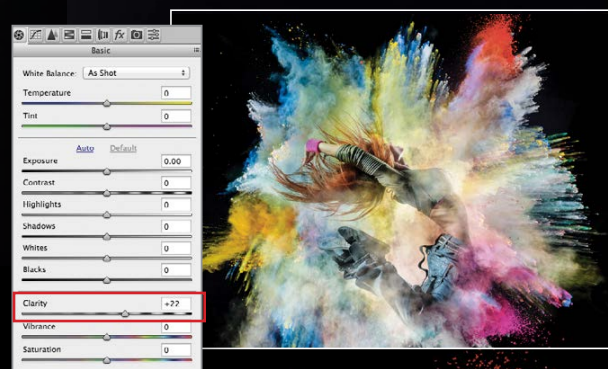 fx
Basic
White Balance: As Shot
Temperature 0
Tint 0
Auto Default
Exposure 0.00
Contrast 0
Highlights 0
Shadows 0
Whites 0
Blacks 0
Clarity +22
Vibrance 0
Saturation 0